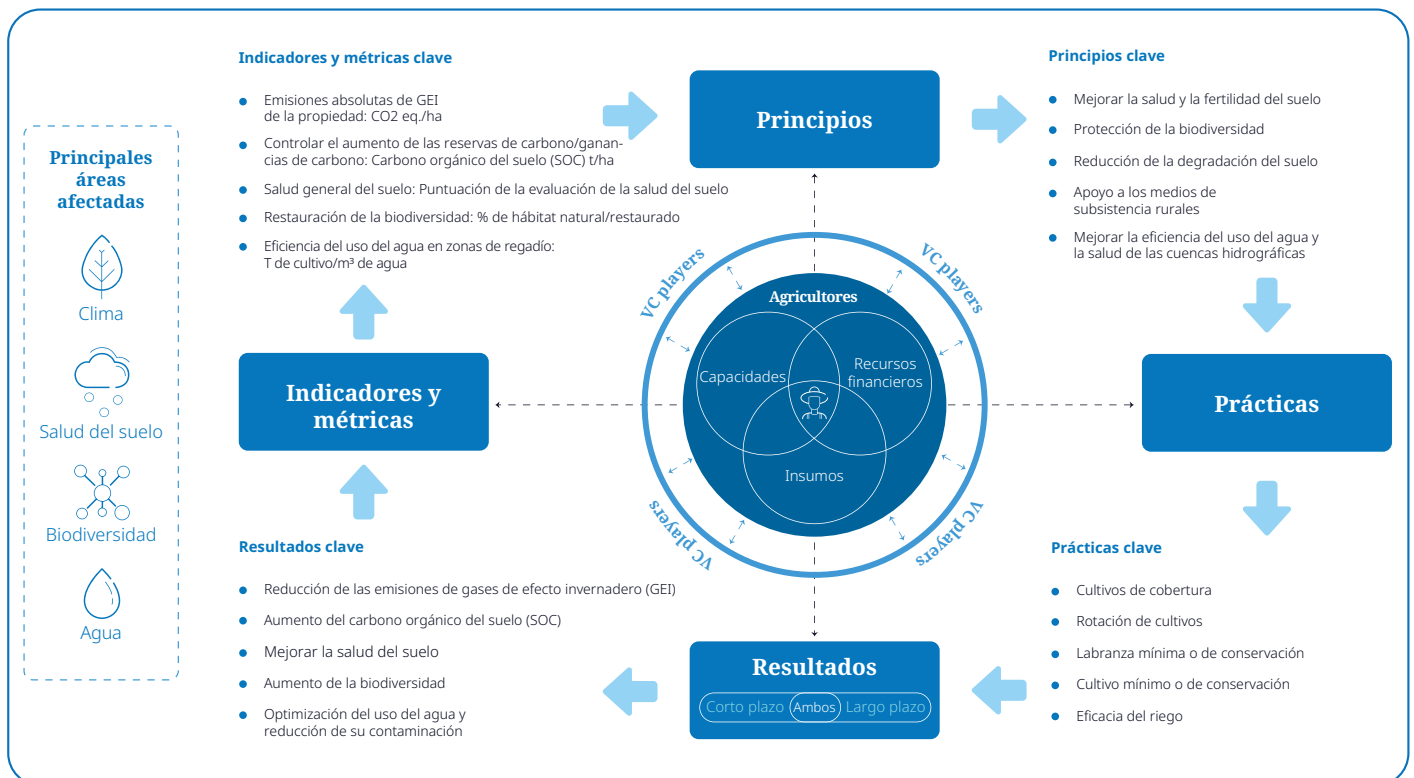 Principales
áreas
afectadas
Clima
Salud del suelo
Biodiversidad
Agua
Indicadores y métricas clave
Emisiones absolutas de GEI
de la propiedad: CO2 eq./ha
Controlar el aumento de las reservas de carbono/ganan-
cias de carbono: Carbono orgánico del suelo (SOC) t/ha
Salud general del suelo: Puntuación de la evaluación de la salud del suelo
Restauración de la biodiversidad: % de hábitat natural/restaurado
Eficiencia del uso del agua en zonas de regadío:
T de cultivo/m³ de agua
Principios
Principios clave
Mejorar la salud y la fertilidad del suelo
Protección de la biodiversidad
Reducción de la degradación del suelo
Apoyo a los medios de
subsistencia rurales
Mejorar la eficiencia del uso del agua y
la salud de las cuencas hidrográficas
Indicadores y
métricas
VC players
VC players
VC players
VC players
Agricultores
Capacidades
Recursos
financieros
Insumos
Prácticas
Resultados clave
Reducción de las emisiones de gases de efecto invernadero (GEI)
Aumento del carbono orgánico del suelo (SOC)
Mejorar la salud del suelo
Aumento de la biodiversidad
Optimización del uso del agua y
reducción de su contaminación
Resultados
Corto plazo Ambos Largo plazo
Prácticas clave
Cultivos de cobertura
Rotación de cultivos
Labranza mínima o de conservación
Cultivo mínimo o de conservación
Eficacia del riego